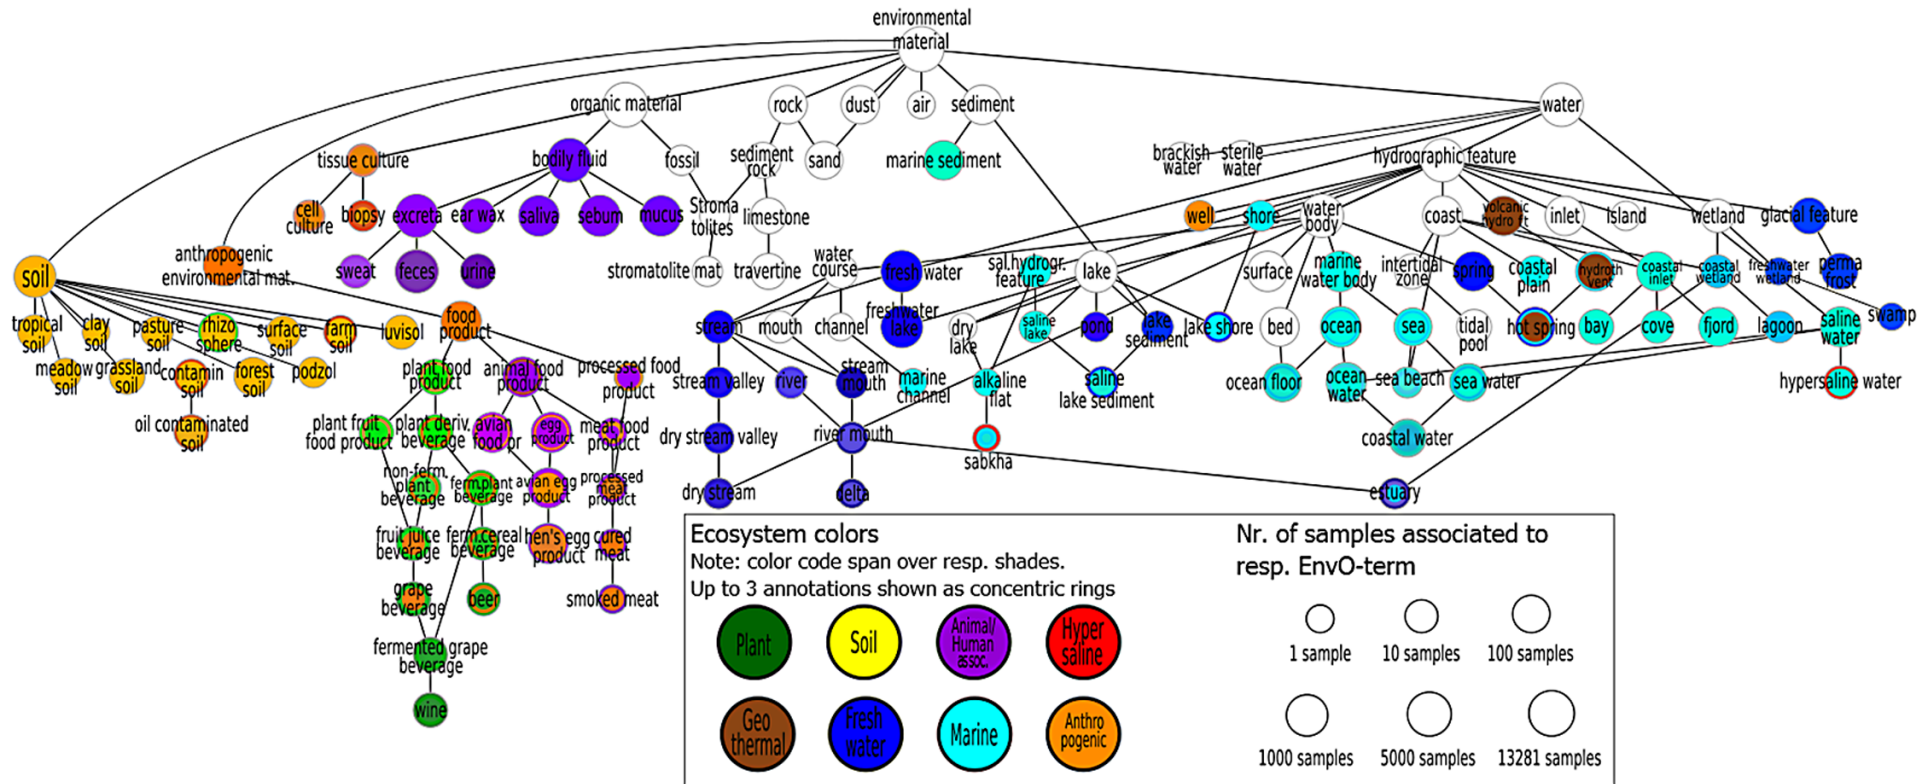 environmental
material
organic material
rock
dust
air
sediment
water
tissue culture
bodily fluid
fossil
sediment
rock
sand
marine sediment
brackish
water
sterile
water
hydrographic feature
cell
culture
biopsy
excreta
ear wax
saliva
sebum
mucus
Stroma
tolites
limestone
well
shore
water
body
coast
volcanic
hydro ft
inlet
island
wetland
glacial feature
anthropogenic
environmental mat.
soil
sweat
feces
urine
stromatolite mat
travertine
water
course
fresh water
sal.hydrogr.
feature
lake
surface
marine
water body
intertidal
zone
spring
coastal
plain
hydroth
vent
coastal
inlet
coastal
wetland
freshwater
wetland
perma
frost
tropical
soil
clay
soil
pasture
soil
rhizo
sphere
surface
soil
farm
soil
luvisol
food
product
stream
mouth
channel
freshwater
lake
dry
lake
saline
lake
pond
lake
sediment
lake shore
bed
ocean
sea
tidal
pool
hot spring
bay
cove
fjord
lagoon
saline
water
swamp
meadow
soil
grassland
soil
contamin
soil
forest
soil
podzol
plant food
product
animal food
product
processed food
product
stream valley
river
stream
mouth
marine
channel
alkaline
flat
saline
lake sediment
ocean floor
ocean
water
sea beach
sea water
hypersaline water
oil contaminated
soil
plant fruit
food product
plant deriv.
beverage
avian
food pr
egg
product
meat food
product
dry stream valley
river mouth
sabkha
coastal water
non-ferm.
plant
beverage
ferm.plant
beverage
avian egg
product
processed
meat
product
dry stream
delta
estuary
fruit juice
beverage
ferm.cereal
beverage
hen's egg
product
cured
meat
grape
beverage
beer
smoked meat
fermented grape
beverage
wine
Ecosystem colors
Note: color code span over resp. shades.
Up to 3 annotations shown as concentric rings
Plant
Soil
Animal/
Human
assoc.
Hyper
saline
Geo
thermal
Fresh
water
Marine
Anthro
pogenic
Nr. of samples associated to
resp. EnvO-term
1 sample
10 samples
100 samples
1000 samples
5000 samples
13281 samples